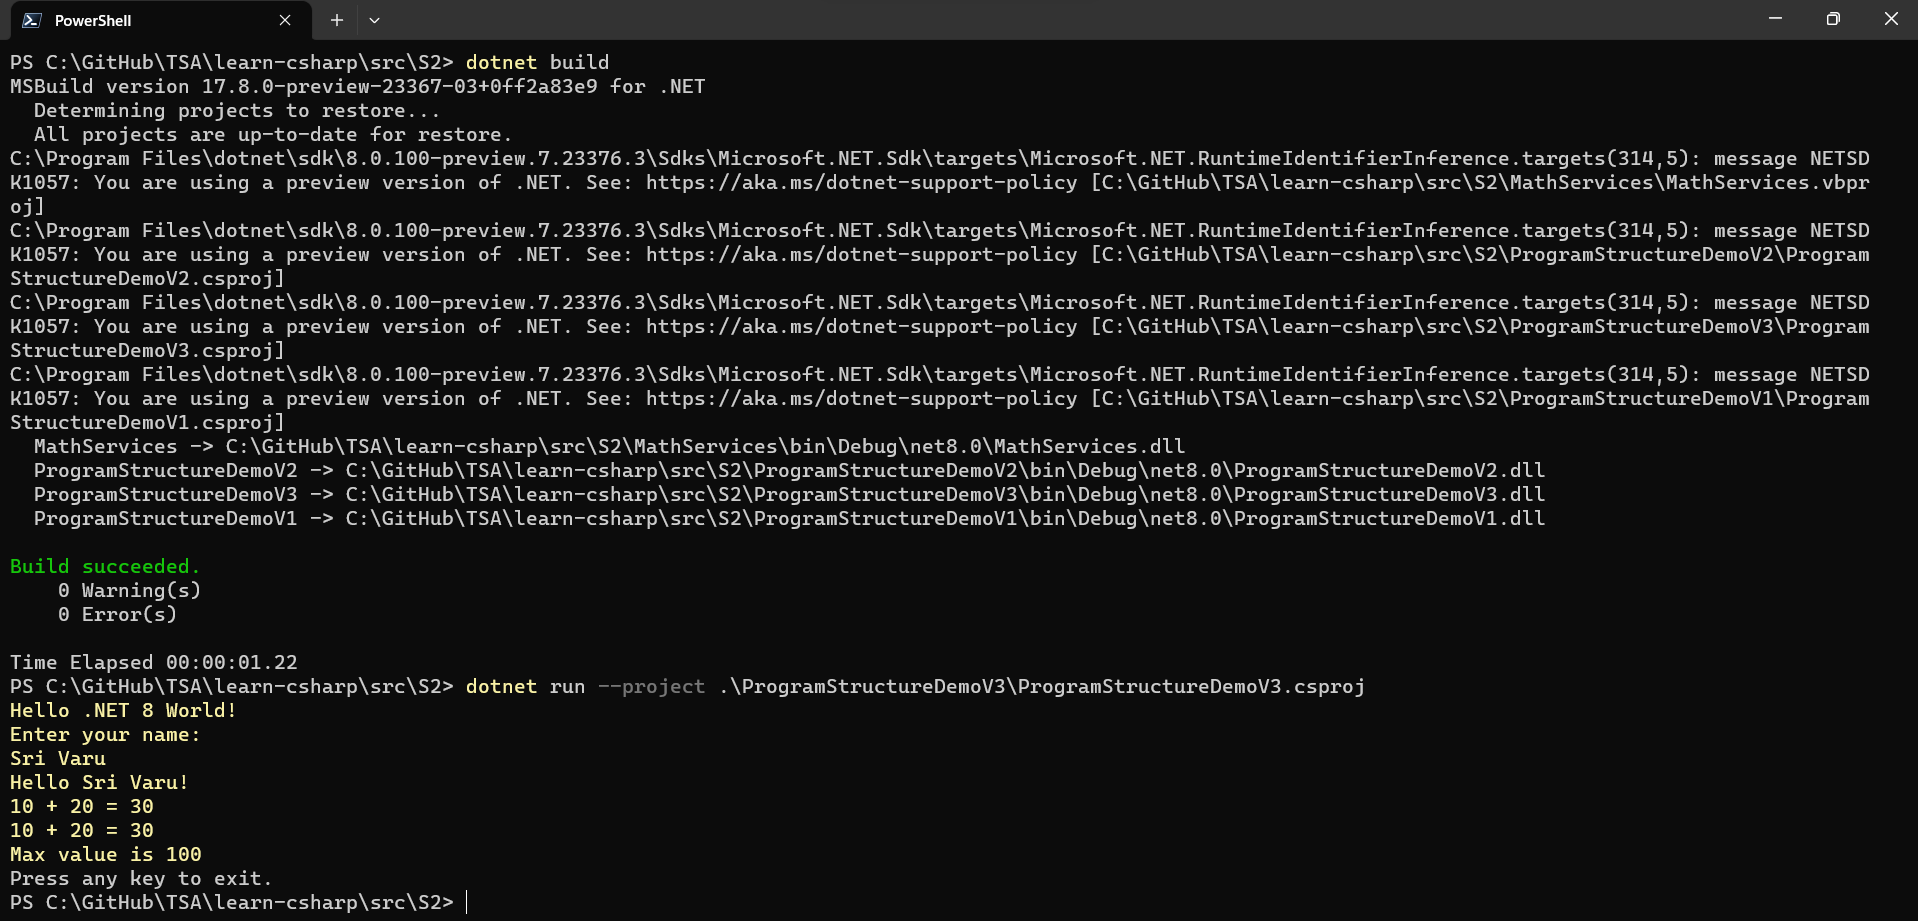 PowerShell
PS C:\GitHub\TSA\learn-csharp\src\S2> dotnet build
MSBuild version 17.8.0-preview-23367-03+0ff2a83e9 for .NET
  Determining projects to restore...
  All projects are up-to-date for restore.
C:\Program Files\dotnet\sdk\8.0.100-preview.7.23376.3\Sdks\Microsoft.NET.Sdk\targets\Microsoft.NET.RuntimeIdentifierInference.targets(314,5): message NETSD
K1057: You are using a preview version of .NET. See: https://aka.ms/dotnet-support-policy [C:\GitHub\TSA\learn-csharp\src\S2\MathServices\MathServices.vbpr
oj]
C:\Program Files\dotnet\sdk\8.0.100-preview.7.23376.3\Sdks\Microsoft.NET.Sdk\targets\Microsoft.NET.RuntimeIdentifierInference.targets(314,5): message NETSD
K1057: You are using a preview version of .NET. See: https://aka.ms/dotnet-support-policy [C:\GitHub\TSA\learn-csharp\src\S2\ProgramStructureDemoV2\Program
StructureDemoV2.csproj]
C:\Program Files\dotnet\sdk\8.0.100-preview.7.23376.3\Sdks\Microsoft.NET.Sdk\targets\Microsoft.NET.RuntimeIdentifierInference.targets(314,5): message NETSD
K1057: You are using a preview version of .NET. See: https://aka.ms/dotnet-support-policy [C:\GitHub\TSA\learn-csharp\src\S2\ProgramStructureDemoV3\Program
StructureDemoV3.csproj]
C:\Program Files\dotnet\sdk\8.0.100-preview.7.23376.3\Sdks\Microsoft.NET.Sdk\targets\Microsoft.NET.RuntimeIdentifierInference.targets(314,5): message NETSD
K1057: You are using a preview version of .NET. See: https://aka.ms/dotnet-support-policy [C:\GitHub\TSA\learn-csharp\src\S2\ProgramStructureDemoV1\Program
StructureDemoV1.csproj]
  MathServices -> C:\GitHub\TSA\learn-csharp\src\S2\MathServices\bin\Debug\net8.0\MathServices.dll
  ProgramStructureDemoV2 -> C:\GitHub\TSA\learn-csharp\src\S2\ProgramStructureDemoV2\bin\Debug\net8.0\ProgramStructureDemoV2.dll
  ProgramStructureDemoV3 -> C:\GitHub\TSA\learn-csharp\src\S2\ProgramStructureDemoV3\bin\Debug\net8.0\ProgramStructureDemoV3.dll
  ProgramStructureDemoV1 -> C:\GitHub\TSA\learn-csharp\src\S2\ProgramStructureDemoV1\bin\Debug\net8.0\ProgramStructureDemoV1.dll
Build succeeded.
    0 Warning(s)
    0 Error(s)
Time Elapsed 00:00:01.22
PS C:\GitHub\TSA\learn-csharp\src\S2> dotnet run --project .\ProgramStructureDemoV3\ProgramStructureDemoV3.csproj
Hello .NET 8 World!
Enter your name:
Sri Varu
Hello Sri Varu!
10 + 20 = 30
10 + 20 = 30
Max value is 100
Press any key to exit.
PS C:\GitHub\TSA\learn-csharp\src\S2>